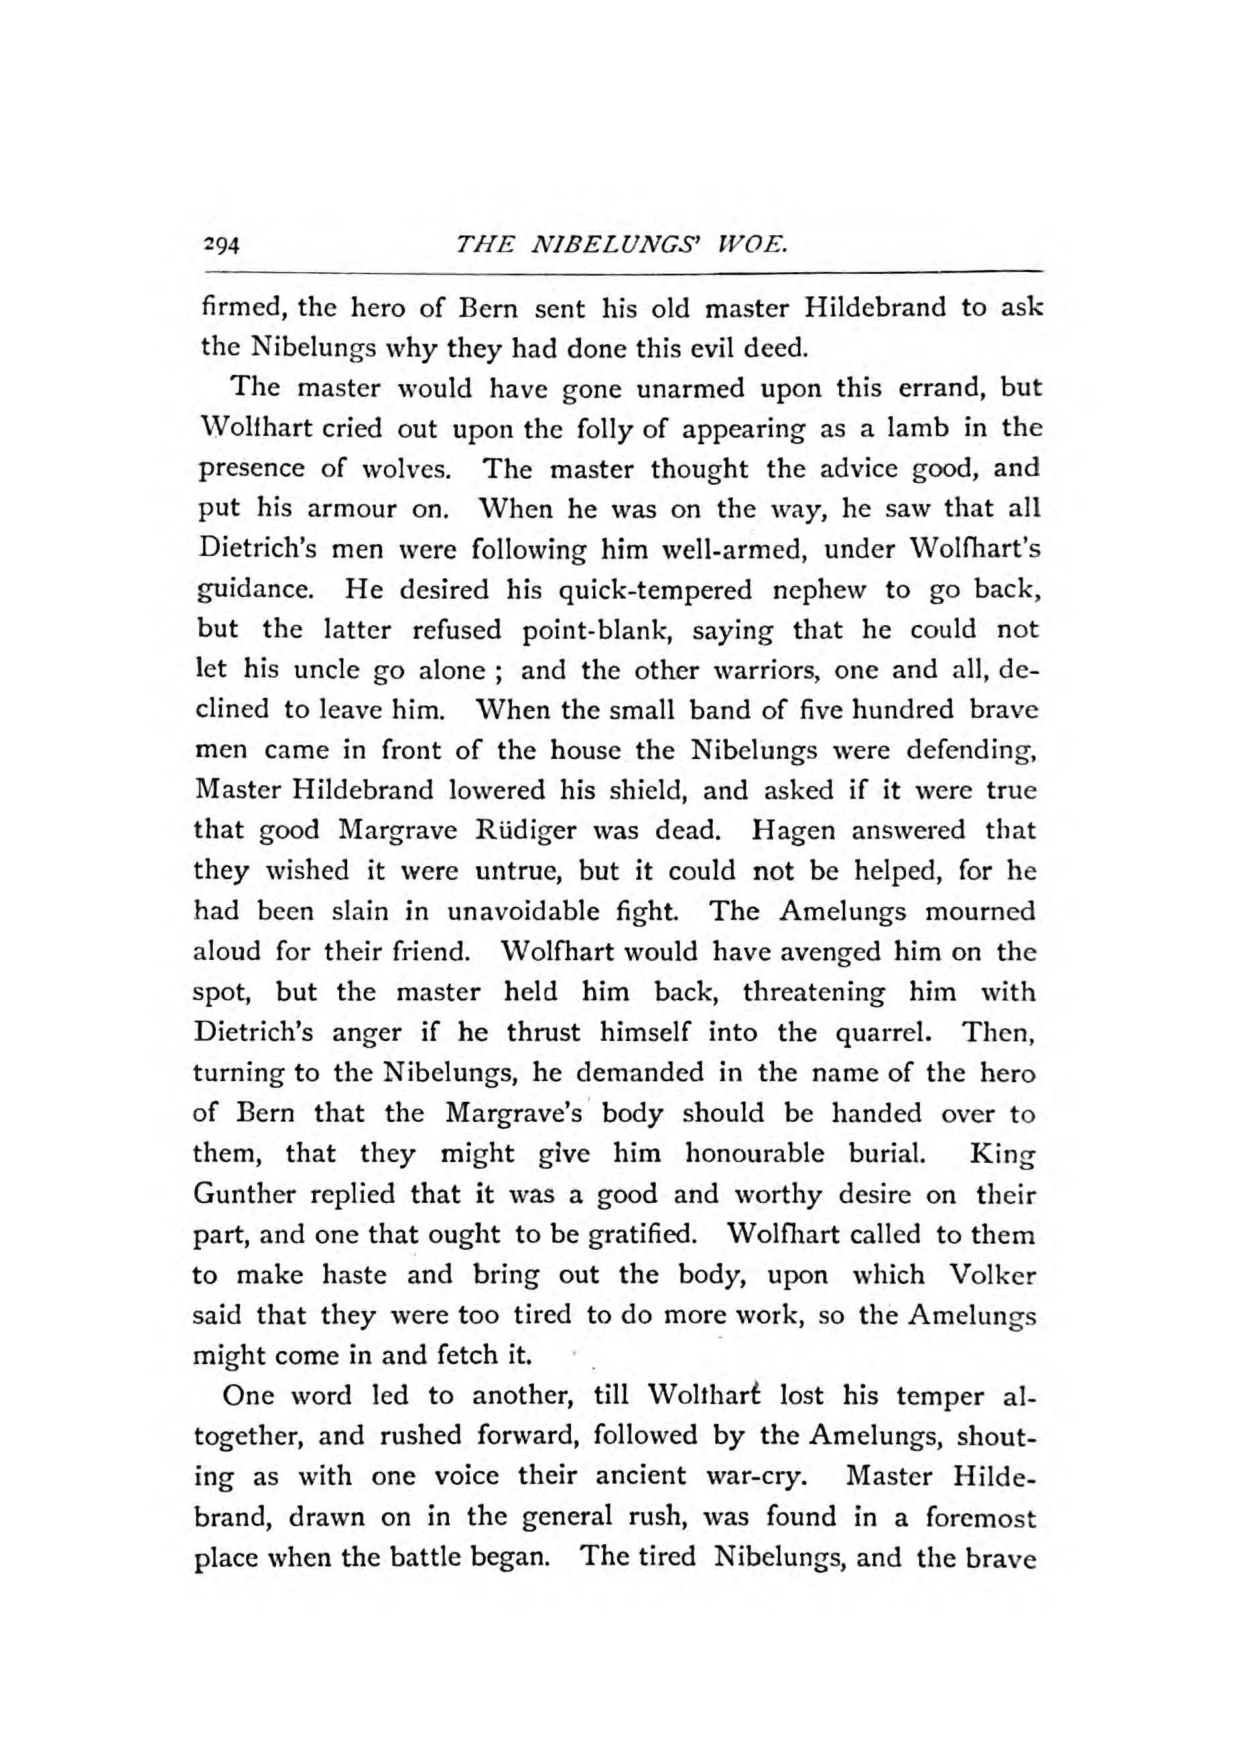 294 THE NIBELUNGS' WOE.
firmed, the hero of Bern sent his old master Hildebrand to ask
the Nibelungs why they had done this evil deed.
The master would have gone unarmed upon this errand, but
Wolfhart cried out upon the folly of appearing as a lamb in the
presence of wolves. The master thought the advice good, and
put his armour on. When he was on the way, he saw that all
Dietrich's men were following him well-armed, under Wolfhart's
guidance. He desired his quick-tempered nephew to go back,
but the latter refused point-blank, saying that he could not
let his uncle go alone ; and the other warriors, one and all, de-
clined to leave him. When the small band of five hundred brave
men came in front of the house the Nibelungs were defending,
Master Hildebrand lowered his shield, and asked if it were true
that good Margrave Rüdiger was dead. Hagen answered that
they wished it were untrue, but it could not be helped, for he
had been slain in unavoidable fight. The Amelungs mourned
aloud for their friend. Wolfhart would have avenged him on the
spot, but the master held him back, threatening him with
Dietrich's anger if he thrust himself into the quarrel. Then,
turning to the Nibelungs, he demanded in the name of the hero
of Bern that the Margrave's body should be handed over to
them, that they might give him honourable burial. King
Gunther replied that it was a good and worthy desire on their
part, and one that ought to be gratified. Wolfhart called to them
to make haste and bring out the body, upon which Volker
said that they were too tired to do more work, so the Amelungs
might come in and fetch it.
One word led to another, till Wolfhart lost his temper al-
together, and rushed forward, followed by the Amelungs, shout-
ing as with one voice their ancient war-cry. Master Hilde-
brand, drawn on in the general rush, was found in a foremost
place when the battle began. The tired Nibelungs, and the brave